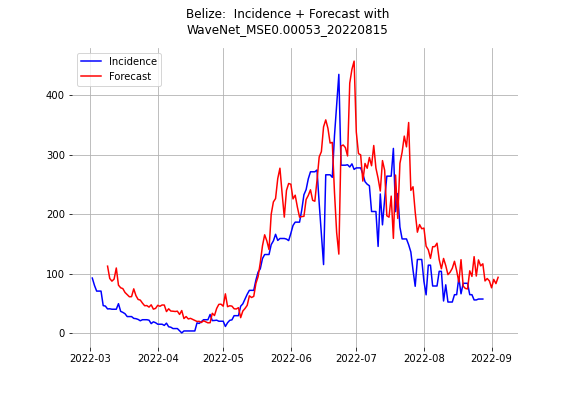 Belize:  Incidence + Forecast with
WaveNet_MSE0.00053_20220815
Incidence
Forecast
400
300
200
100
0
2022-03 2022-04 2022-05 2022-06 2022-07 2022-08 2022-09